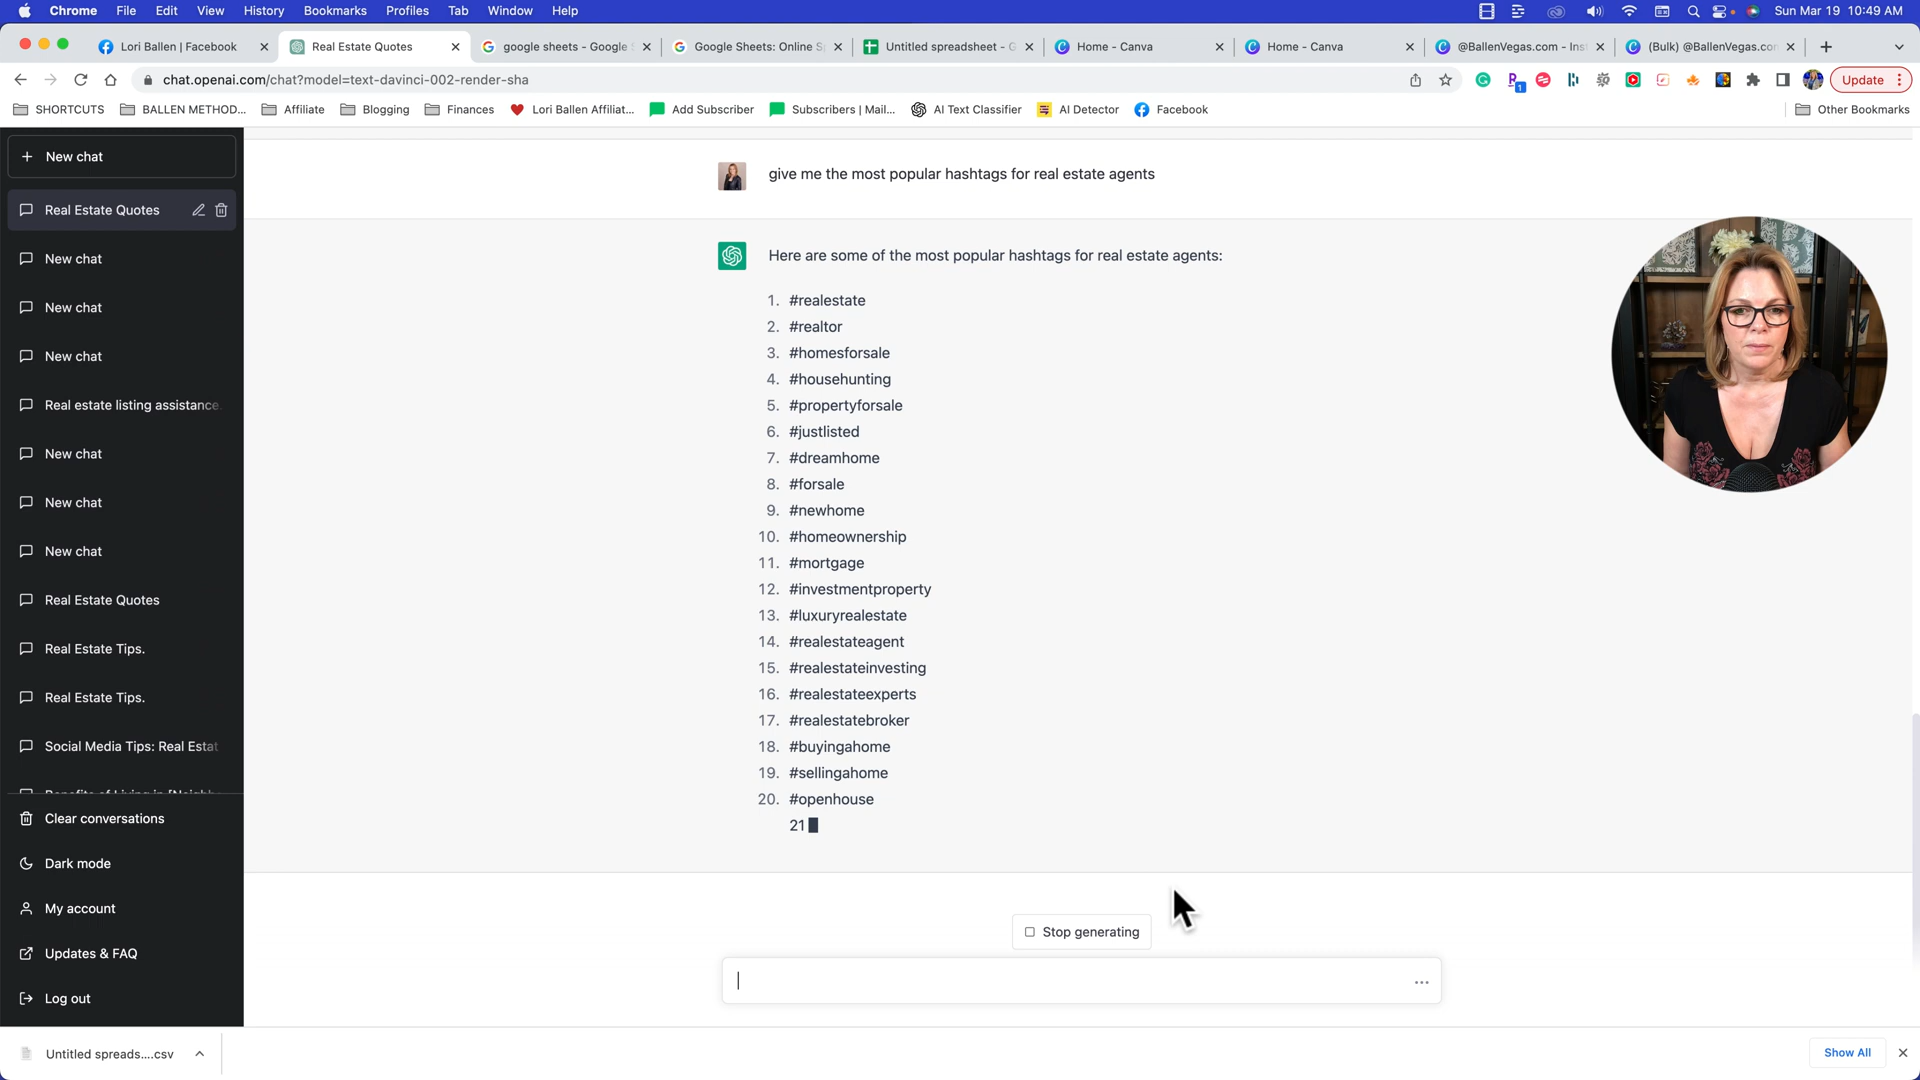 Chrome File Edit View History Bookmarks Profiles Tab Window Help Sun Mar 19 10:49 AM
Lori Ballen | Facebook
Real Estate Quotes
google sheets - Google S
Google Sheets: Online Sp
Untitled spreadsheet - G
Home - Canva
Home - Canva
@BallenVegas.com - Inst
(Bulk) @BallenVegas.com
chat.openai.com/chat?model=text-davinci-002-render-sha
Update
SHORTCUTS
BALLEN METHOD...
Affiliate
Blogging
Finances
Lori Ballen Affiliat...
Add Subscriber
Subscribers | Mail...
AI Text Classifier
AI Detector
Facebook
Other Bookmarks
New chat
Real Estate Quotes
New chat
New chat
New chat
Real estate listing assistance.
New chat
New chat
New chat
Real Estate Quotes
Real Estate Tips.
Real Estate Tips.
Social Media Tips: Real Estat
Benefits of Living in [Neighb
Clear conversations
Dark mode
My account
Updates & FAQ
Log out
give me the most popular hashtags for real estate agents
Here are some of the most popular hashtags for real estate agents:
1. #realestate
2. #realtor
3. #homesforsale
4. #househunting
5. #propertyforsale
6. #justlisted
7. #dreamhome
8. #forsale
9. #newhome
10. #homeownership
11. #mortgage
12. #investmentproperty
13. #luxuryrealestate
14. #realestateagent
15. #realestateinvesting
16. #realestateexperts
17. #realestatebroker
18. #buyingahome
19. #sellingahome
20. #openhouse
21
Stop generating
Untitled spreads....csv
Show All